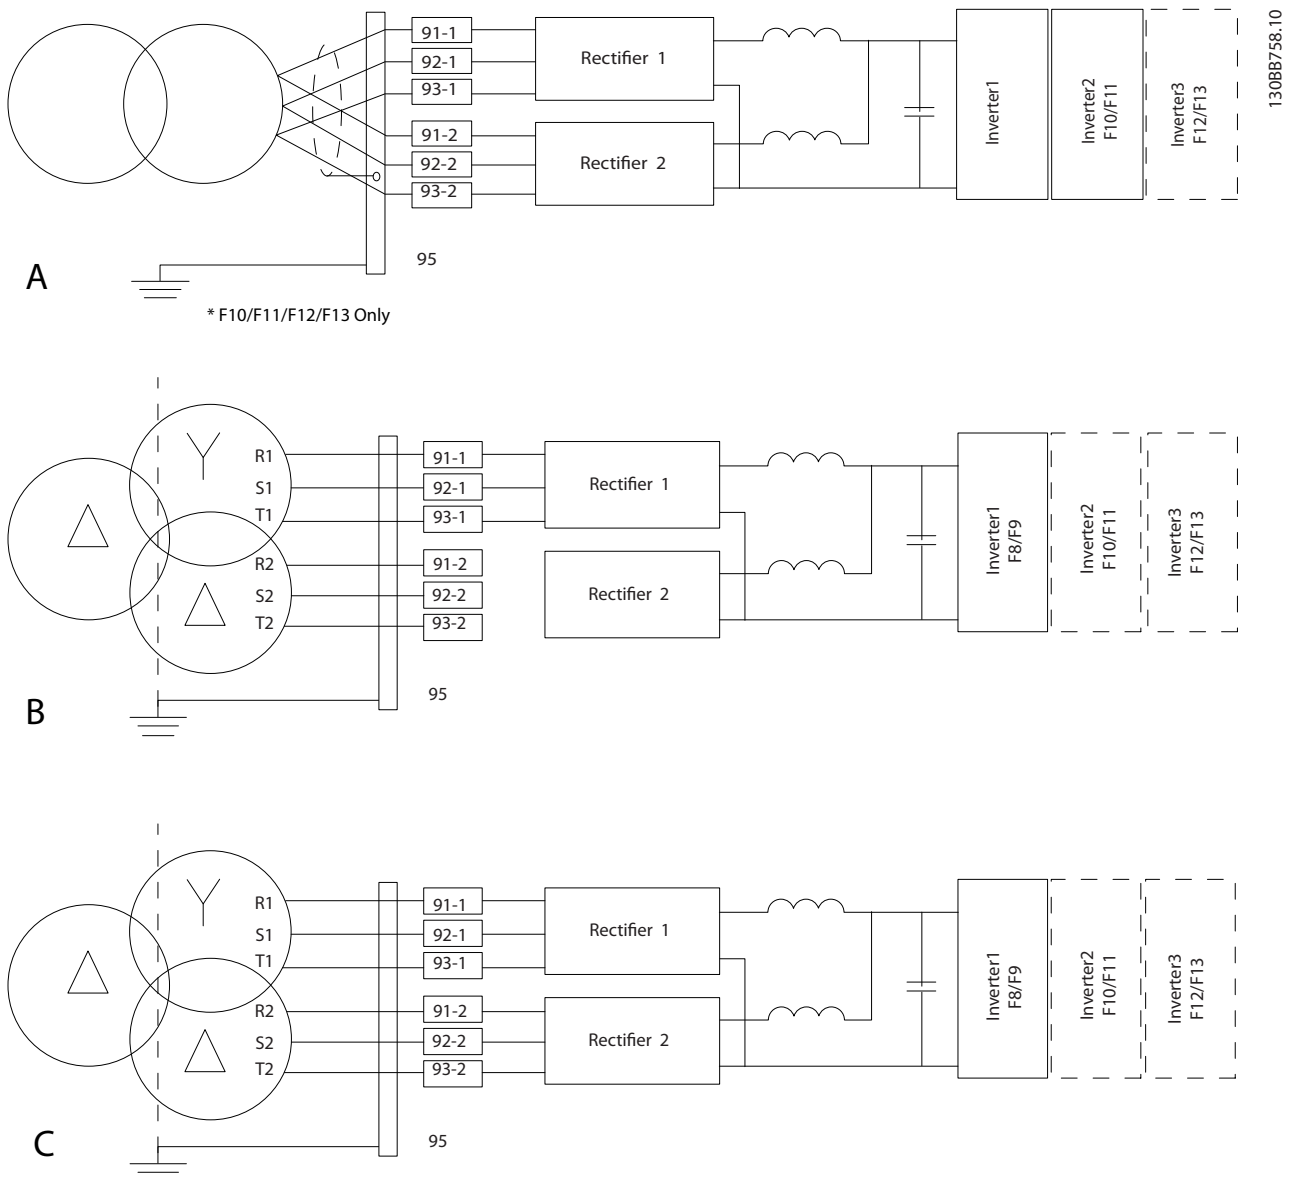 91-1
92-1
93-1
91-2
92-2
93-2
Rectifier 1
Rectifier 2
Inverter1
Inverter2
F10/F11
Inverter3
F12/F13
130BB758.10
95
A
* F10/F11/F12/F13 Only
R1
S1
T1
R2
S2
T2
91-1
92-1
93-1
91-2
92-2
93-2
Rectifier 1
Rectifier 2
Inverter1
F8/F9
Inverter2
F10/F11
Inverter3
F12/F13
95
B
R1
S1
T1
R2
S2
T2
91-1
92-1
93-1
91-2
92-2
93-2
Rectifier 1
Rectifier 2
Inverter1
F8/F9
Inverter2
F10/F11
Inverter3
F12/F13
95
C